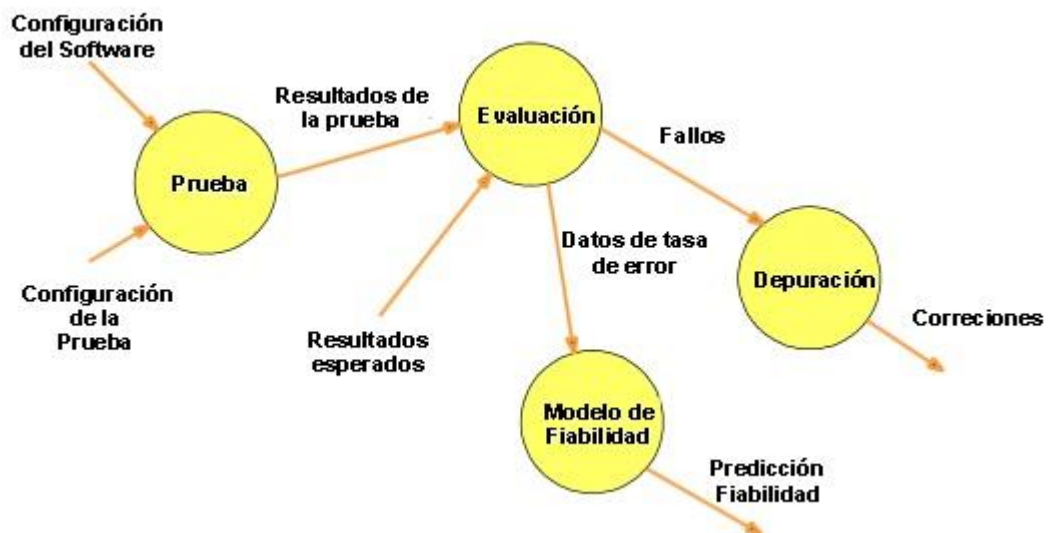 Configuración
del Software
Resultados de
la prueba
Evaluación
Fallos
Prueba
Datos de tasa
de error
Depuración
Configuración
de la
Prueba
Resultados
esperados
Correciones
Modelo de
Fiabilidad
Predicción
Fiabilidad